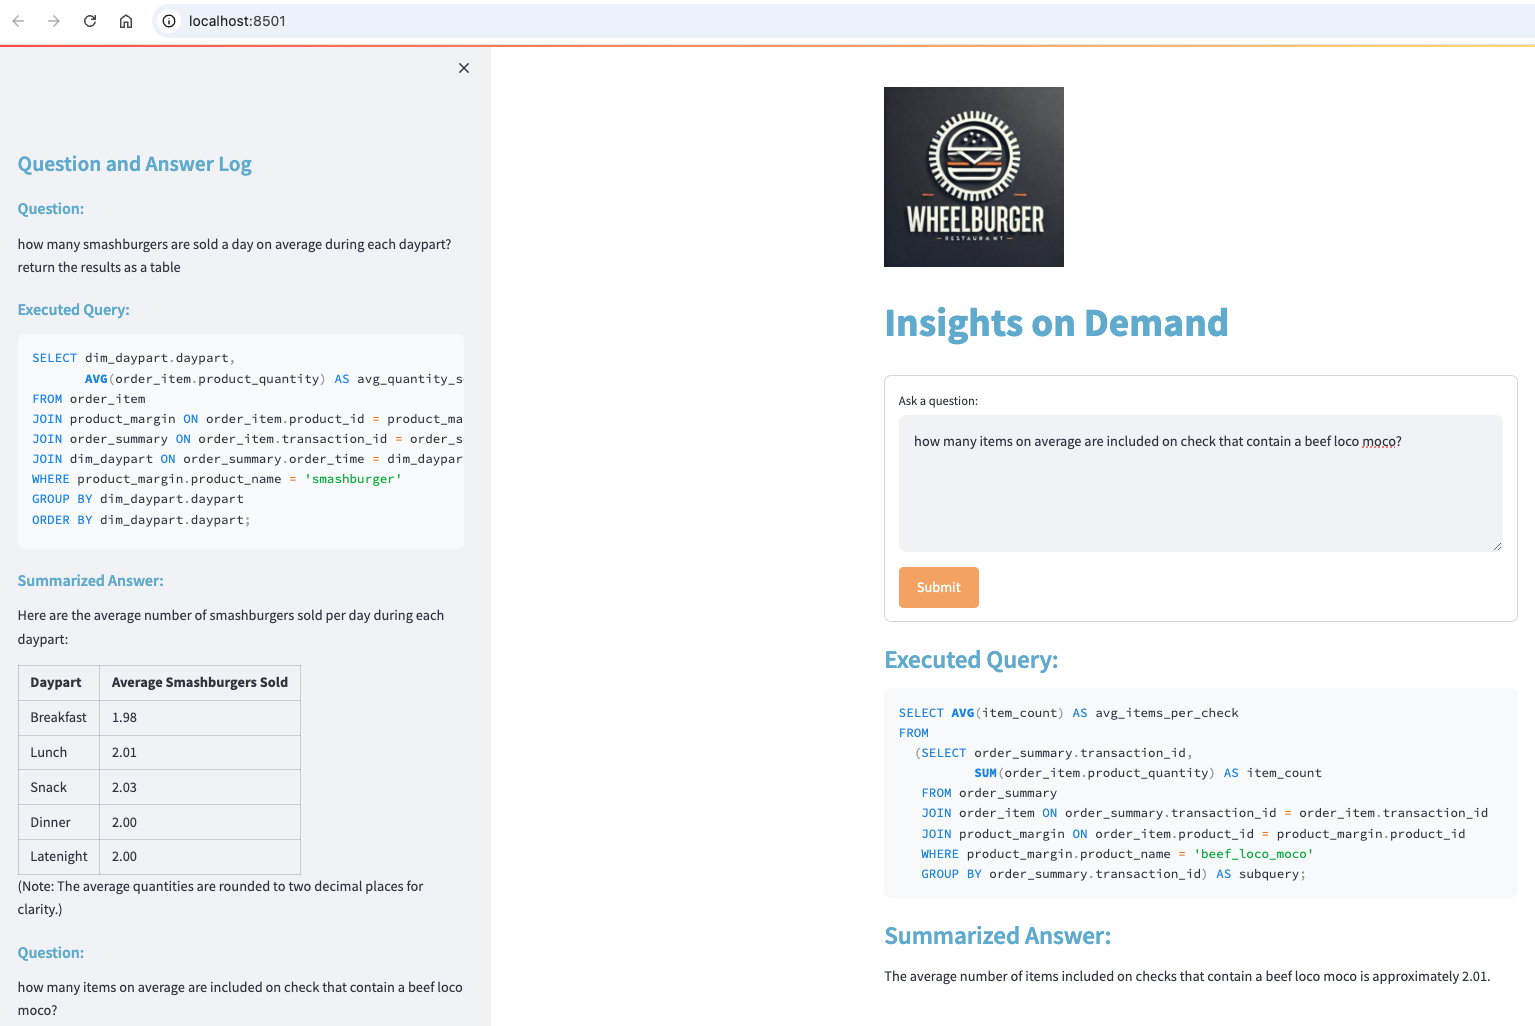 localhost:8501
Question and Answer Log
Question:
how many smashburgers are sold a day on average during each daypart?
return the results as a table
Executed Query:
SELECT dim_daypart.daypart,
AVG(order_item.product_quantity) AS avg_quantity_s
FROM order_item
JOIN product_margin ON order_item.product_id = product_ma
JOIN order_summary ON order_item.transaction_id = order_s
JOIN dim_daypart ON order_summary.order_time = dim_daypar
WHERE product_margin.product_name = 'smashburger'
GROUP BY dim_daypart.daypart
ORDER BY dim_daypart.daypart;
Summarized Answer:
Here are the average number of smashburgers sold per day during each
daypart:
Daypart Average Smashburgers Sold
Breakfast 1.98
Lunch 2.01
Snack 2.03
Dinner 2.00
Latenight 2.00
(Note: The average quantities are rounded to two decimal places for
clarity.)
Question:
how many items on average are included on check that contain a beef loco
moco?
WHEELBURGER
RESTAURANT
Insights on Demand
Ask a question:
how many items on average are included on check that contain a beef loco moco?
Submit
Executed Query:
SELECT AVG(item_count) AS avg_items_per_check
FROM
(SELECT order_summary.transaction_id,
SUM(order_item.product_quantity) AS item_count
FROM order_summary
JOIN order_item ON order_summary.transaction_id = order_item.transaction_id
JOIN product_margin ON order_item.product_id = product_margin.product_id
WHERE product_margin.product_name = 'beef_loco_moco'
GROUP BY order_summary.transaction_id) AS subquery;
Summarized Answer:
The average number of items included on checks that contain a beef loco moco is approximately 2.01.